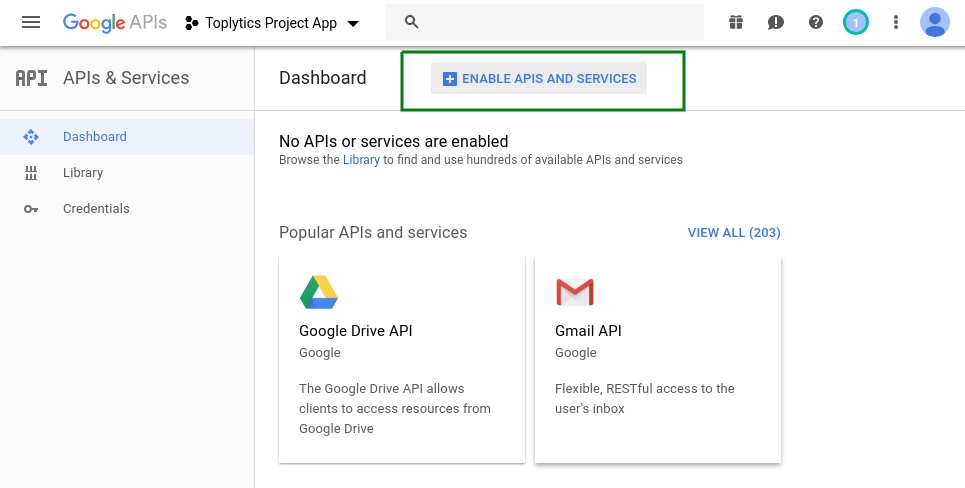 Google APIs Toplytics Project App 1
API APIs & Services
Dashboard
Library
Credentials
Dashboard ENABLE APIS AND SERVICES
No APIs or services are enabled
Browse the Library to find and use hundreds of available APIs and services
Popular APIs and services VIEW ALL (203)
Google Drive API
Google
The Google Drive API allows
clients to access resources from
Google Drive
Gmail API
Google
Flexible, RESTful access to the
user's inbox